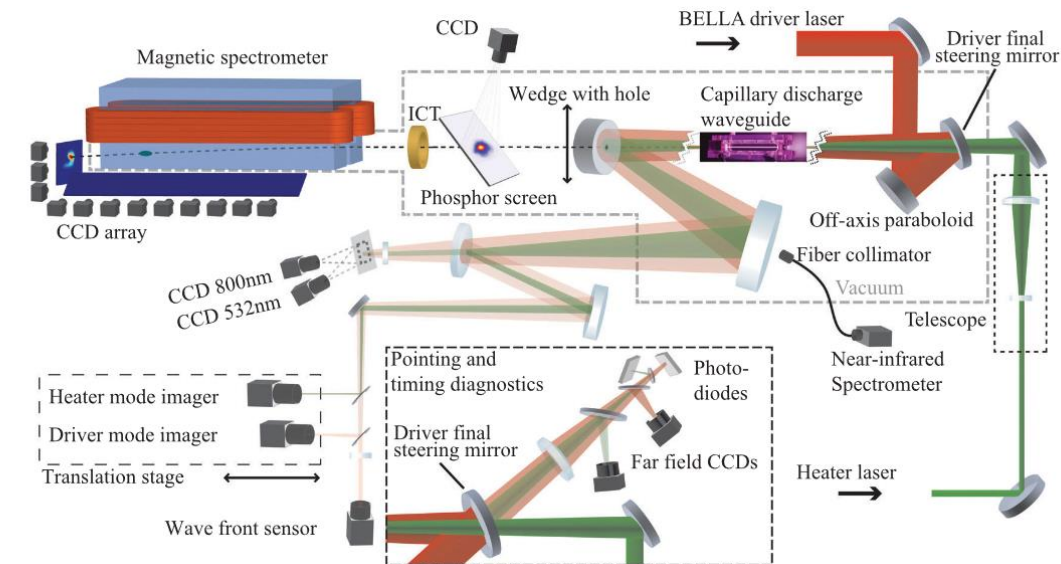 CCD
BELLA driver laser
Magnetic spectrometer
Driver final
steering mirror
ICT
Wedge with hole
Capillary discharge
waveguide
Phosphor screen
CCD array
Off-axis paraboloid
Fiber collimator
CCD 800nm
CCD 532nm
Vacuum
Telescope
Near-infrared
Spectrometer
Pointing and
timing diagnostics
Photo-
diodes
Heater mode imager
Driver mode imager
Translation stage
Driver final
steering mirror
Far field CCDs
Heater laser
Wave front sensor